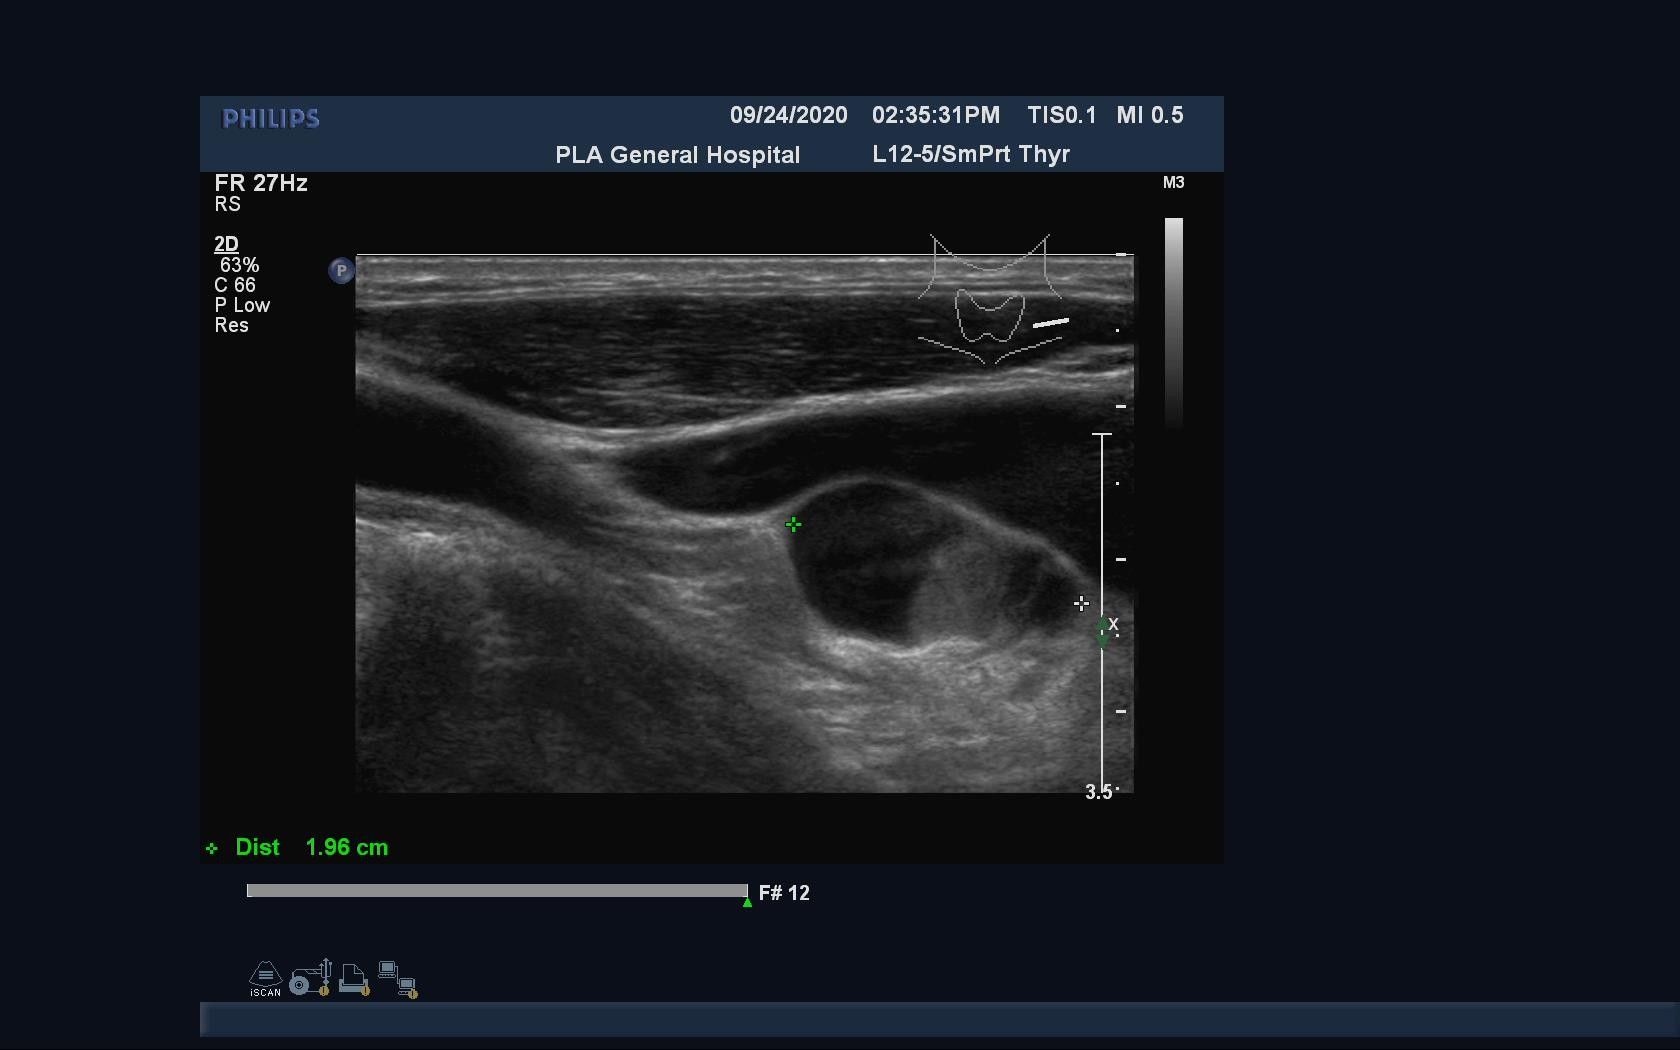 PHILIPS
09/24/2020 02:35:31PM TIS0.1 MI 0.5
PLA General Hospital L12-5/SmPrt Thyr
FR 27Hz
RS
M3
2D
63%
C 66
P Low
Res
P
X
3.5
Dist 1.96 cm
F# 12
iSCAN